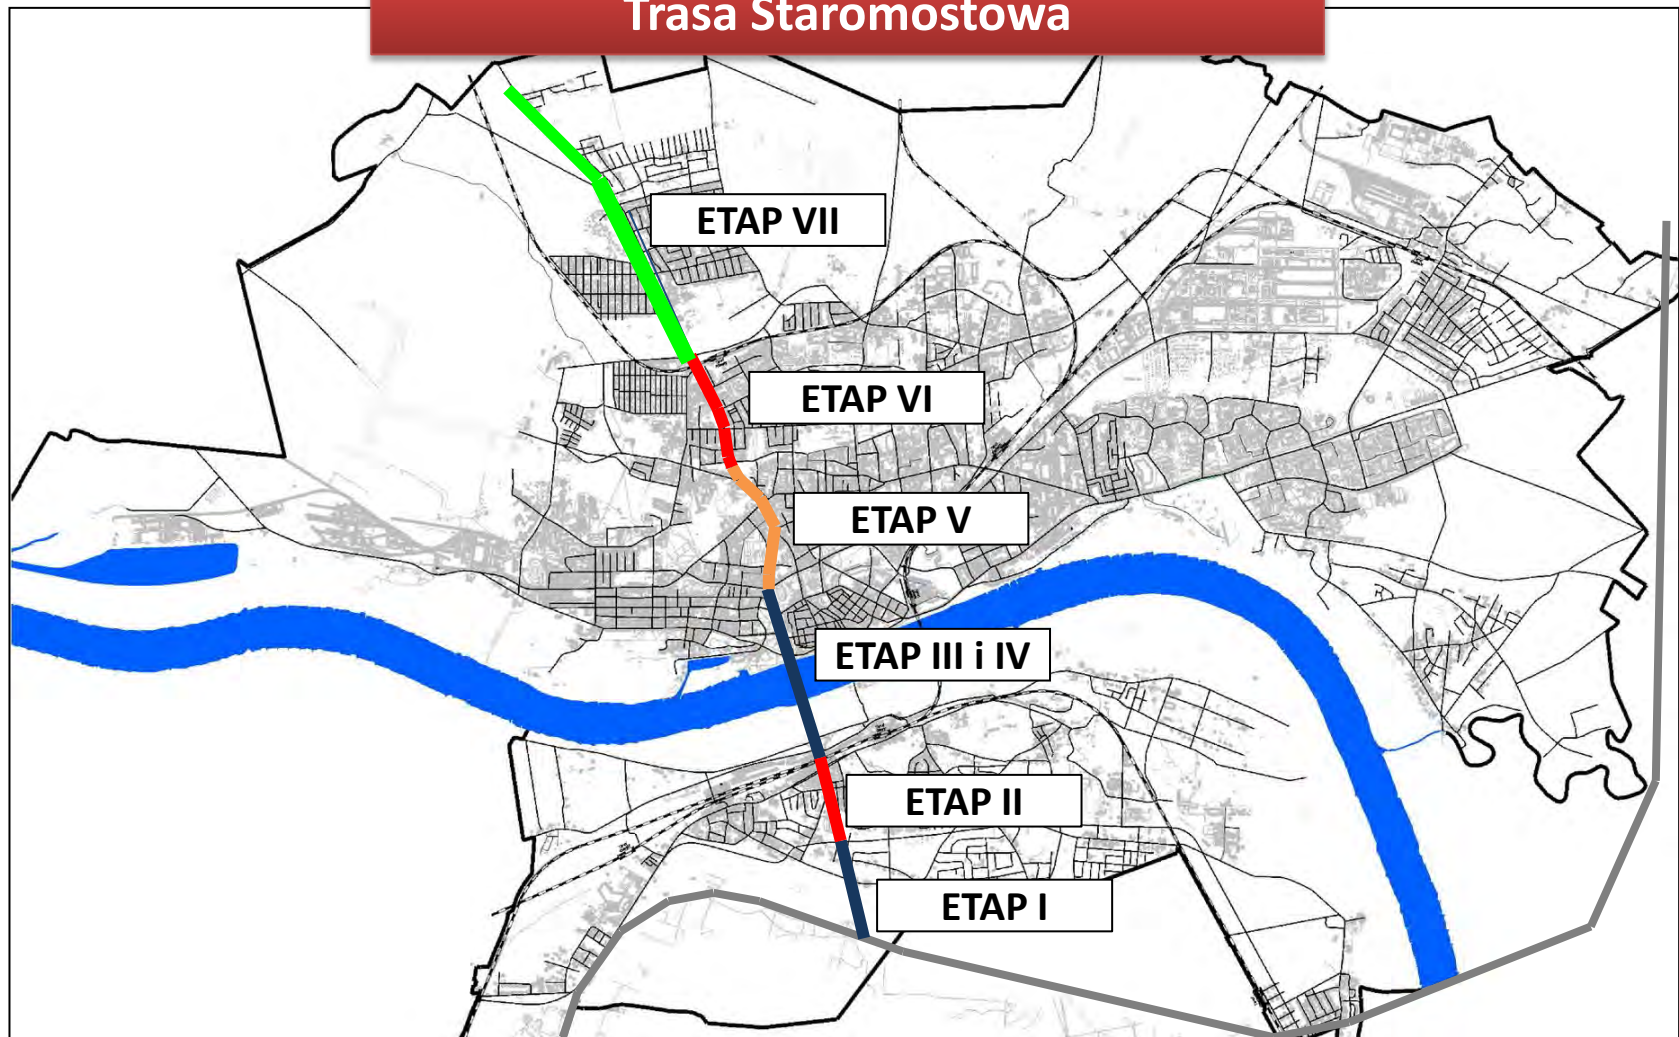 Trasa Staromostowa
ETAP VII
ETAP VI
ETAP V
ETAP III i IV
ETAP II
ETAP I